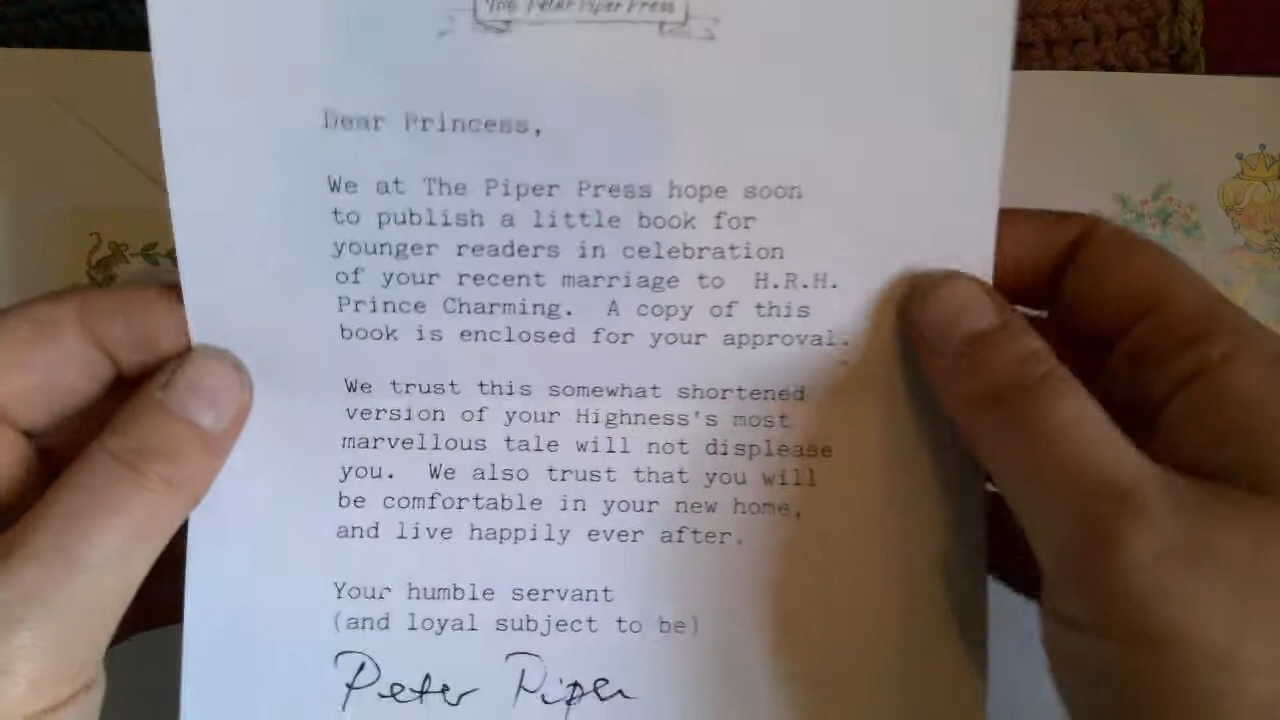 The Peter Piper Press
Dear Princess,
We at The Piper Press hope soon
to publish a little book for
younger readers in celebration
of your recent marriage to H.R.H.
Prince Charming. A copy of this
book is enclosed for your approval.
We trust this somewhat shortened
version of your Highness's most
marvellous tale will not displease
you. We also trust that you will
be comfortable in your new home,
and live happily ever after.
Your humble servant
(and loyal subject to be)
Peter Piper